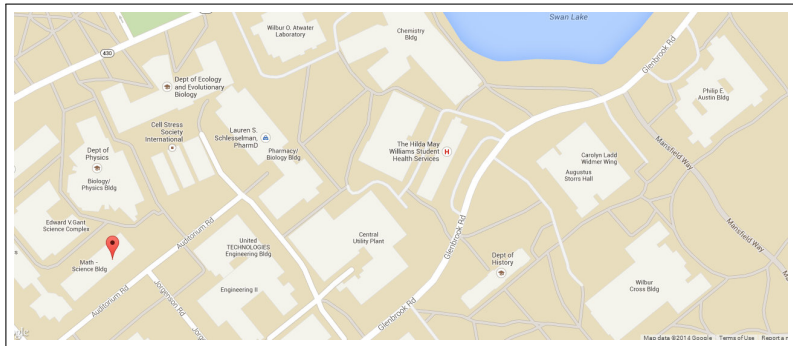 Swan Lake
Wilbur O. Atwater
Laboratory
Chemistry
Bldg
Glenbrook Rd
430
430
Dept of Ecology
and Evolutionary
Biology
Philip E.
Austin Bldg
Cell Stress
Society
International
Lauren S.
Schlesselman,
PharmD
Pharmacy/
Biology Bldg
The Hilda May
Williams Student
Health Services
H
Mansfield Way
Dept of
Physics
Biology/
Physics Bldg
Carolyn Ladd
Widmer Wing
Augustus
Storrs Hall
Edward V.Gant
Science Complex
Auditorium Rd
Glenbrook Rd
Mansfield Way
Math -
Science Bldg
United
TECHNOLOGIES
Engineering Bldg
Central
Utility Plant
Dept of
History
Auditorium Rd
Jorgenson Rd
Engineering II
Wilbur
Cross Bldg
Glenbrook Rd
Map data ©2014 Google Terms of Use